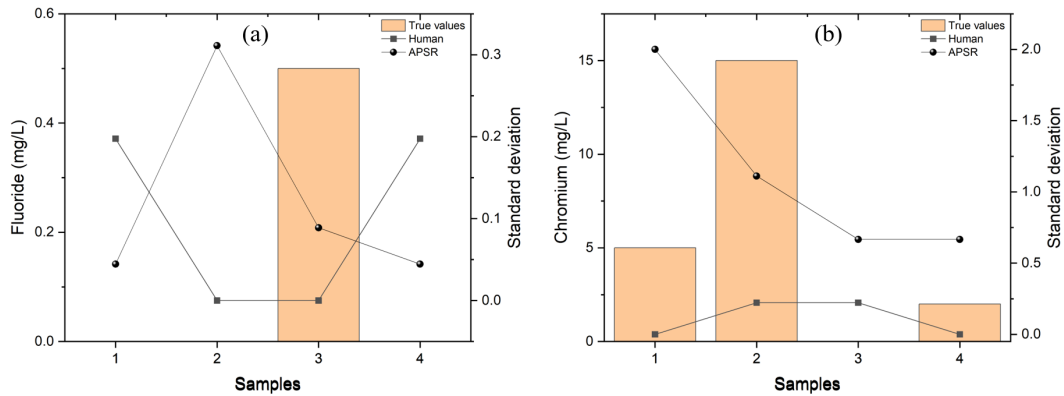 (a)
True values
Human
APSR
Fluoride (mg/L)
0.6
0.4
0.2
0.0
0.3
0.2
0.1
0.0
Standard deviation
1 2 3 4
Samples
(b)
True values
Human
APSR
Chromium (mg/L)
15
10
5
0
2.0
1.5
1.0
0.5
0.0
Standard deviation
1 2 3 4
Samples